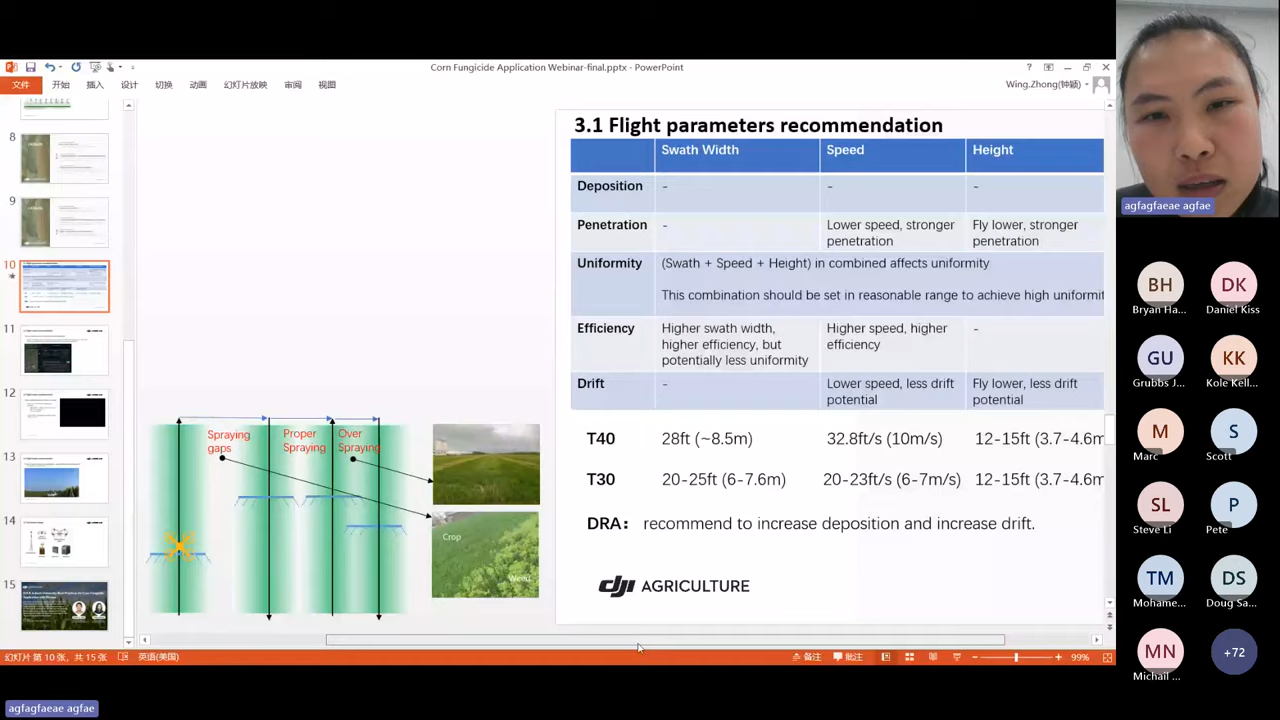 Corn Fungicide Application Webinar-final.pptx - PowerPoint
文件
开始
插入
设计
切换
动画
幻灯片放映
审阅
视图
Wing.Zhong(钟颖)
8
9
10
11
12
13
14
15
3.1 Flight parameters recommendation
Swath Width
Speed
Height
Deposition
-
-
-
Penetration
-
Lower speed, stronger
penetration
Fly lower, stronger
penetration
Uniformity
(Swath + Speed + Height) in combined affects uniformity
This combination should be set in reasonable range to achieve high uniformit
Efficiency
Higher swath width,
higher efficiency, but
potentially less uniformity
Higher speed, higher
efficiency
-
Drift
-
Lower speed, less drift
potential
Fly lower, less drift
potential
T40
28ft (~8.5m)
32.8ft/s (10m/s)
12-15ft (3.7-4.6m
T30
20-25ft (6-7.6m)
20-23ft/s (6-7m/s)
12-15ft (3.7-4.6m
DRA： recommend to increase deposition and increase drift.
dji AGRICULTURE
Spraying
gaps
Proper
Spraying
Over
Spraying
Crop
Weed
幻灯片 第 10 张，共 15 张
英语(美国)
备注
批注
99%
agfagfaeae agfae
BH
Bryan Ha...
DK
Daniel Kiss
GU
Grubbs J...
KK
Kole Kell...
M
Marc
S
Scott
SL
Steve Li
P
Pete
TM
Mohame...
DS
Doug Sa...
MN
Michail ...
+72
agfagfaeae agfae